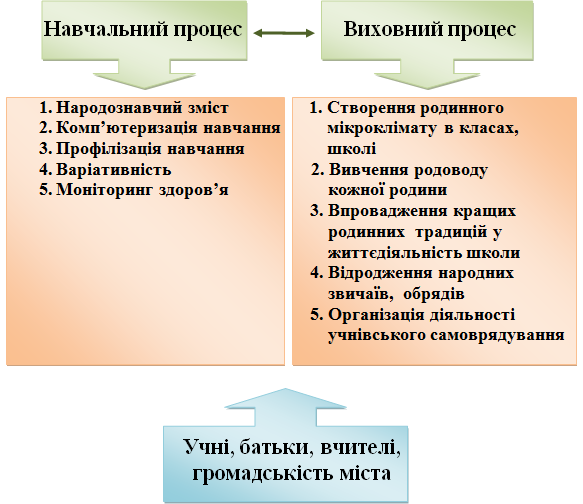 Навчальний процес
Виховний процес
1. Народознавчий зміст
2. Комп’ютеризація навчання
3. Профілізація навчання
4. Варіативність
5. Моніторинг здоров’я
1. Створення родинного
мікроклімату в класах,
школі
2. Вивчення родоводу
кожної родини
3. Впровадження кращих
родинних традицій у
життєдіяльність школи
4. Відродження народних
звичаїв, обрядів
5. Організація діяльності
учнівського самоврядування
Учні, батьки, вчителі,
громадськість міста